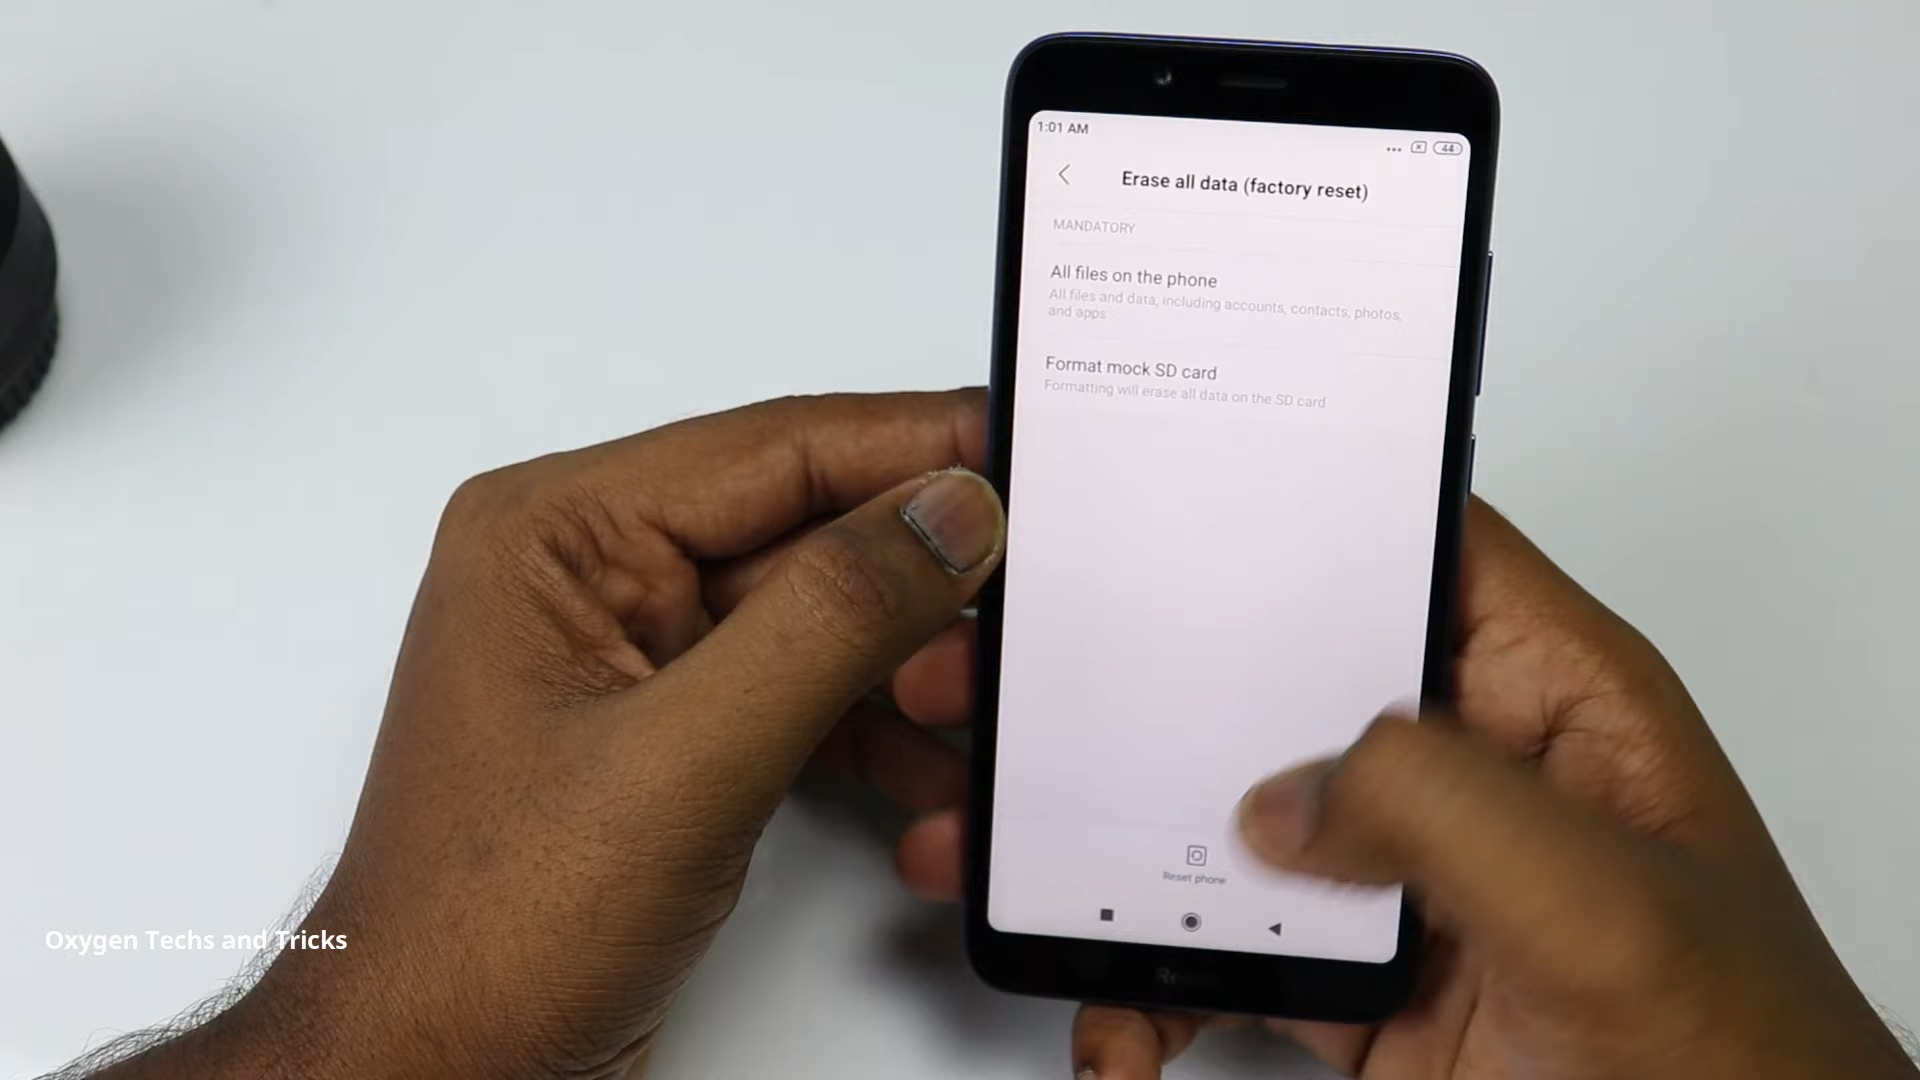 1:01 AM
44
Erase all data (factory reset)
MANDATORY
All files on the phone
All files and data, including accounts, contacts, photos,
and apps
Format mock SD card
Formatting will erase all data on the SD card
Reset phone
Oxygen Techs and Tricks